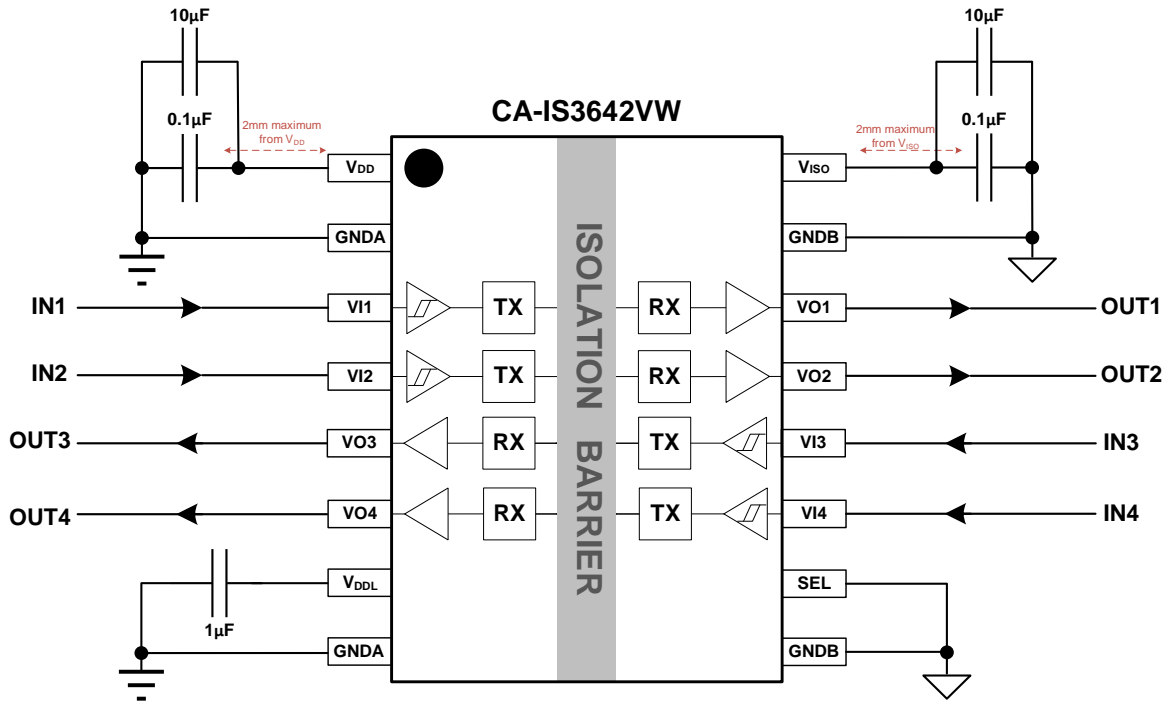 10µF
10µF
CA-IS3642VW
0.1µF
0.1µF
2mm maximum
from VDD
2mm maximum
from VISO
VDD
VISO
GNDA
GNDB
ISOLATION BARRIER
IN1
VI1
TX
RX
VO1
OUT1
IN2
VI2
TX
RX
VO2
OUT2
OUT3
VO3
RX
TX
VI3
IN3
OUT4
VO4
RX
TX
VI4
IN4
VDDL
SEL
1µF
GNDA
GNDB